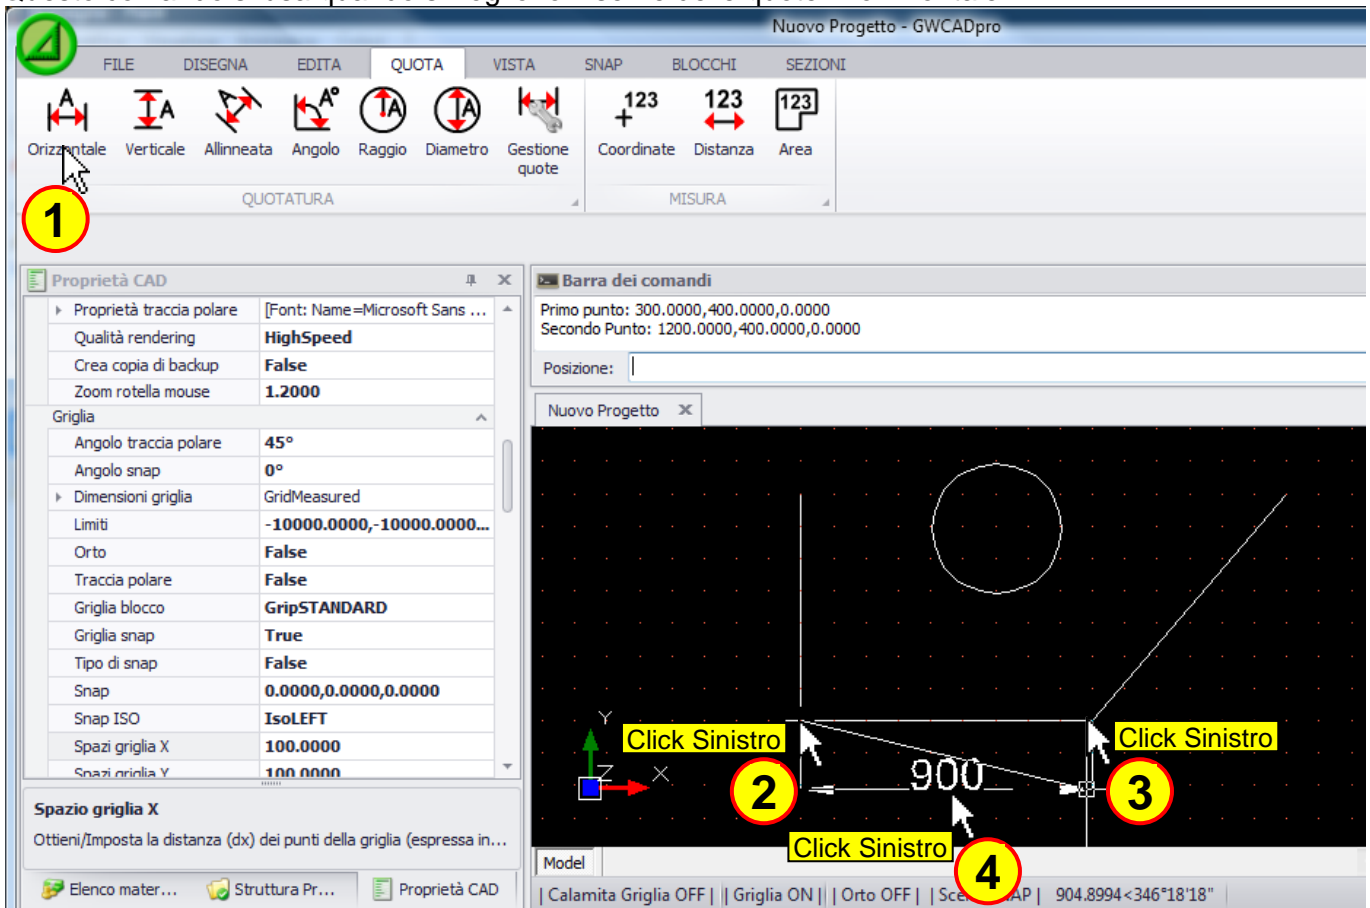 Nuovo Progetto - GWCADpro
FILE DISEGNA EDITA QUOTA VISTA SNAP BLOCCHI SEZIONI
A A A° A A 123 123 123
Orizzontale Verticale Allineata Angolo Raggio Diametro Gestione quote Coordinate Distanza Area
QUOTATURA MISURA
1
Proprietà CAD
Proprietà traccia polare [Font: Name=Microsoft Sans ...
Qualità rendering HighSpeed
Crea copia di backup False
Zoom rotella mouse 1.2000
Griglia
Angolo traccia polare 45°
Angolo snap 0°
Dimensioni griglia GridMeasured
Limiti -10000.0000,-10000.0000...
Orto False
Traccia polare False
Griglia blocco GripSTANDARD
Griglia snap True
Tipo di snap False
Snap 0.0000,0.0000,0.0000
Snap ISO IsoLEFT
Spazi griglia X 100.0000
Spazi griglia Y 100.0000
Spazio griglia X
Ottieni/Imposta la distanza (dx) dei punti della griglia (espressa in...
Elenco mater... Struttura Pr... Proprietà CAD
Barra dei comandi
Primo punto: 300.0000,400.0000,0.0000
Secondo Punto: 1200.0000,400.0000,0.0000
Posizione:
Nuovo Progetto
Y
Click Sinistro Click Sinistro
Z X 2 900 3
Click Sinistro
4
Model
| Calamita Griglia OFF | | Griglia ON | | Orto OFF | AP | 904.8994<346°18'18"